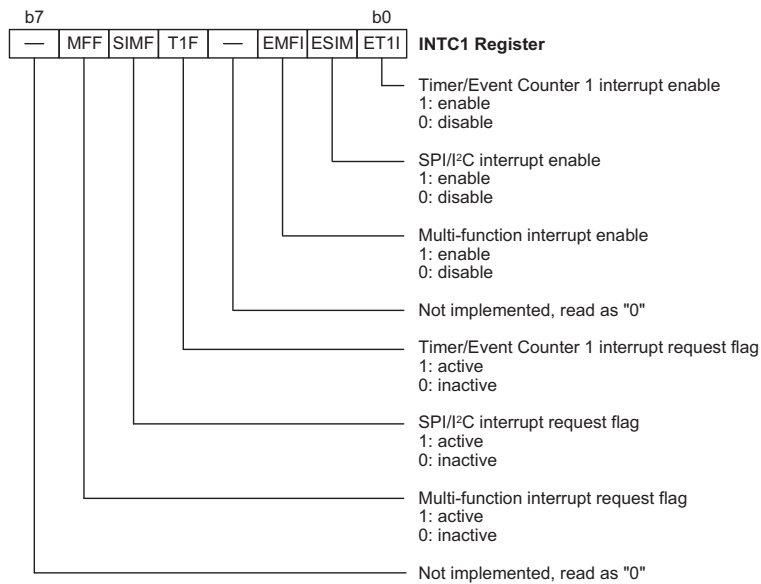 b7 b0
— MFF SIMF T1F — EMFI ESIM ET1I INTC1 Register
Timer/Event Counter 1 interrupt enable
1: enable
0: disable
SPI/I²C interrupt enable
1: enable
0: disable
Multi-function interrupt enable
1: enable
0: disable
Not implemented, read as "0"
Timer/Event Counter 1 interrupt request flag
1: active
0: inactive
SPI/I²C interrupt request flag
1: active
0: inactive
Multi-function interrupt request flag
1: active
0: inactive
Not implemented, read as "0"